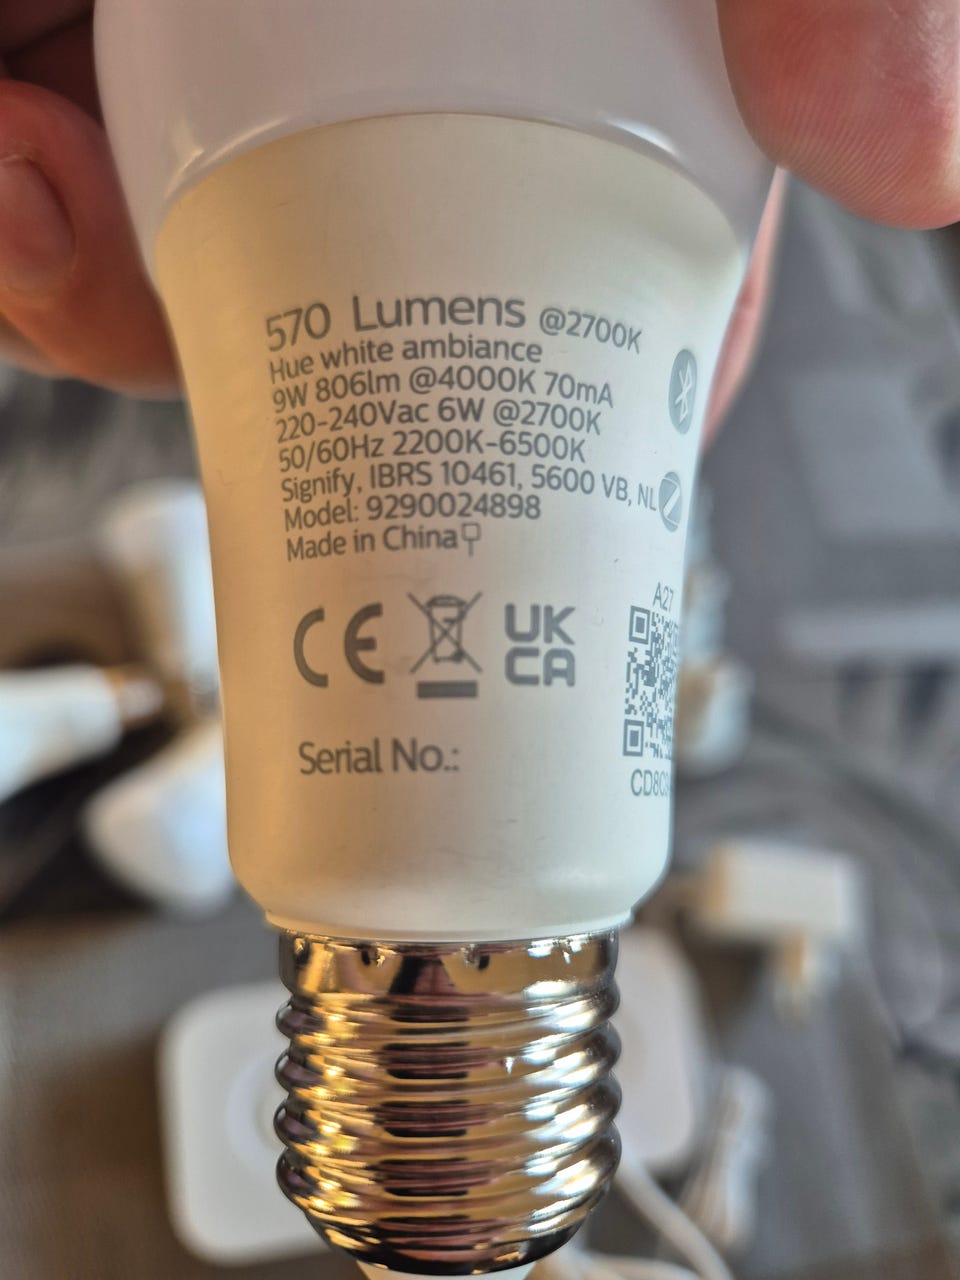 570 Lumens @2700K
Hue white ambiance
9W 806lm @4000K 70mA
220-240Vac 6W @2700K
50/60Hz 2200K-6500K
Signify, IBRS 10461, 5600 VB, NL
Model: 9290024898
Made in China
CE
UK
CA
A27
Serial No.: